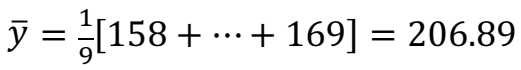 ȳ = 1/9[158 + ⋯ + 169] = 206.89